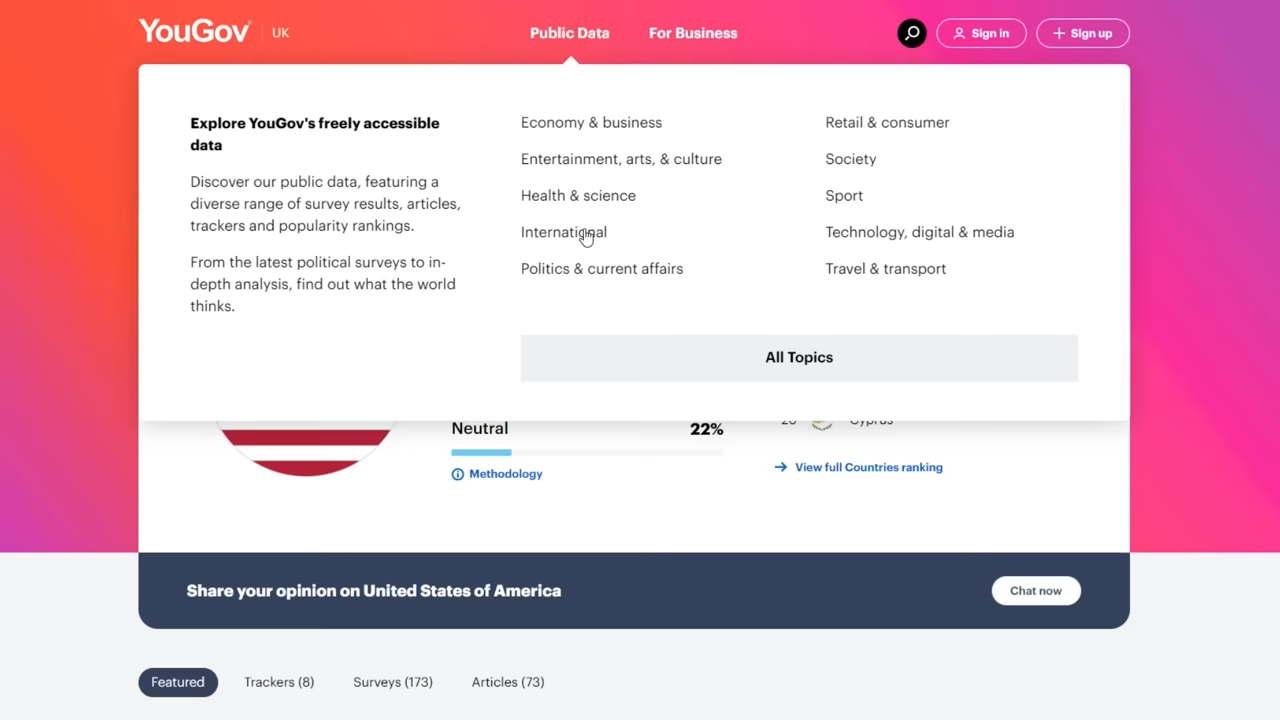 YouGov UK
Public Data
For Business
Sign in
Sign up
Explore YouGov's freely accessible
data
Discover our public data, featuring a
diverse range of survey results, articles,
trackers and popularity rankings.
From the latest political surveys to in-
depth analysis, find out what the world
thinks.
Economy & business
Entertainment, arts, & culture
Health & science
International
Politics & current affairs
Retail & consumer
Society
Sport
Technology, digital & media
Travel & transport
All Topics
Neutral 22%
Methodology
Cyprus
View full Countries ranking
Share your opinion on United States of America
Chat now
Featured
Trackers (8)
Surveys (173)
Articles (73)